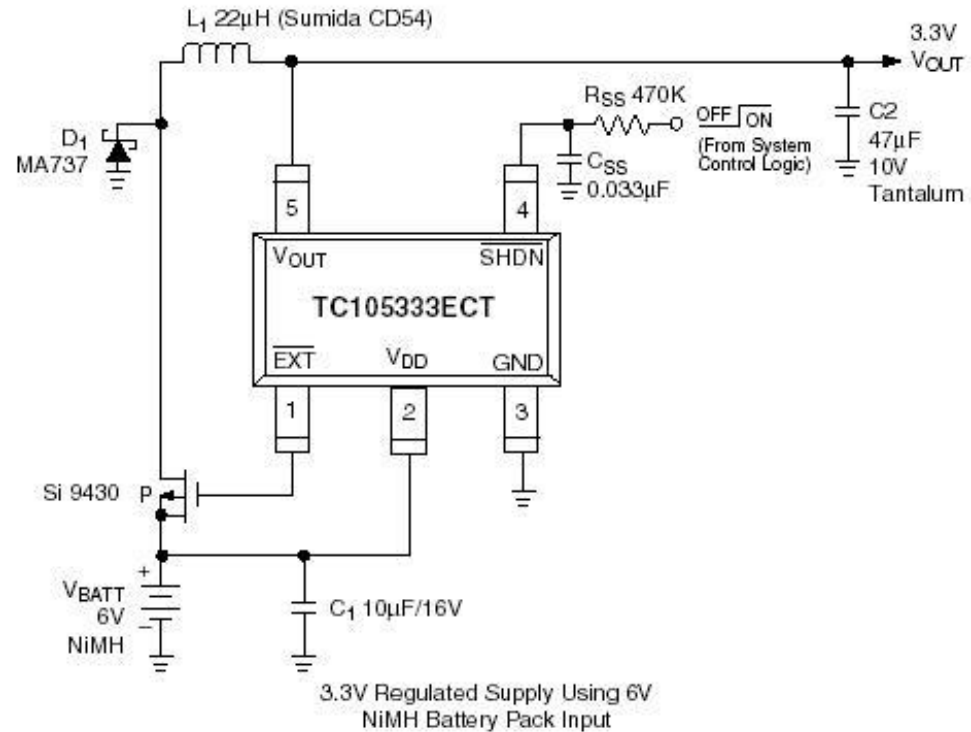 L1 22µH (Sumida CD54)
3.3V
VOUT
RSS 470K
OFF ON
(From System
Control Logic)
C2
47µF
10V
Tantalum
D1
MA737
CSS
0.033µF
5
4
VOUT
SHDN
TC105333ECT
EXT
VDD
GND
1
2
3
Si 9430
P
+
VBATT
6V
−
NiMH
C1 10µF/16V
3.3V Regulated Supply Using 6V
NiMH Battery Pack Input